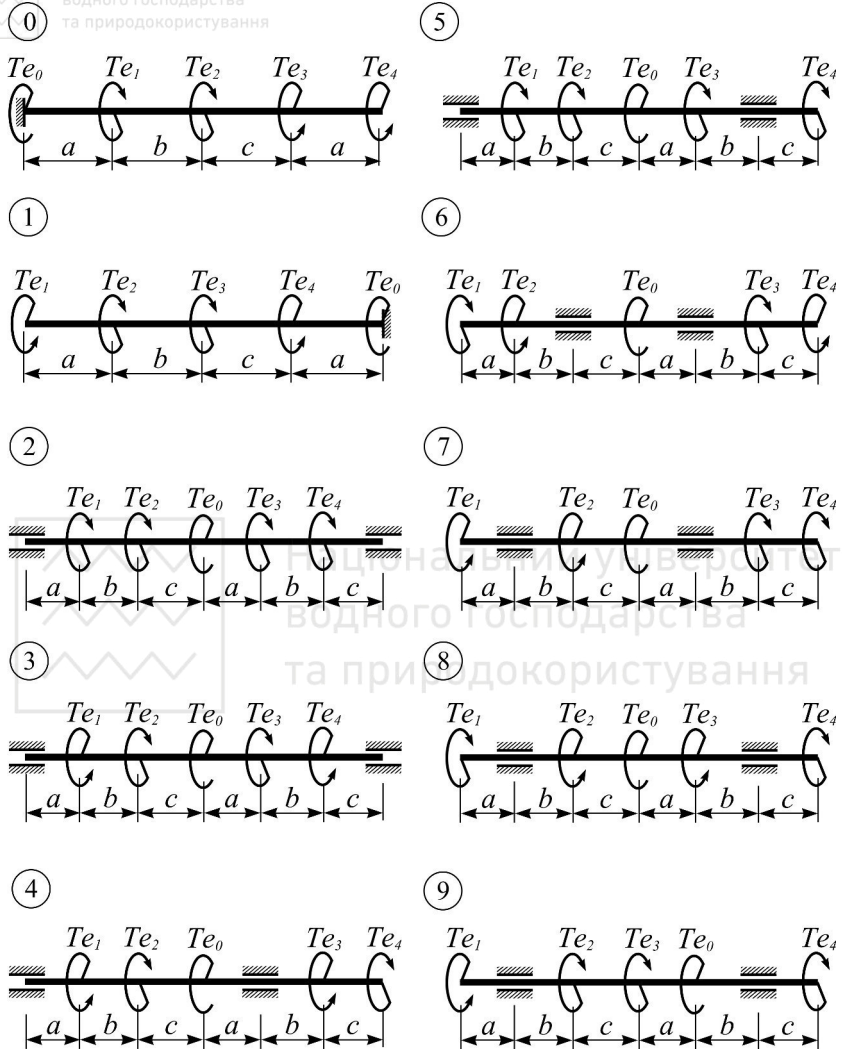 водного господарства
та природокористування
0
Te₀ Te₁ Te₂ Te₃ Te₄
a b c a
5
Te₁ Te₂ Te₀ Te₃ Te₄
a b c a b c
1
Te₁ Te₂ Te₃ Te₄ Te₀
a b c a
6
Te₁ Te₂ Te₀ Te₃ Te₄
a b c a b c
2
Te₁ Te₂ Te₀ Te₃ Te₄
a b c a b c
7
Te₁ Te₂ Te₀ Te₃ Te₄
a b c a b c
Національний університет
водного господарства
та природокористування
3
Te₁ Te₂ Te₀ Te₃ Te₄
a b c a b c
8
Te₁ Te₂ Te₀ Te₃ Te₄
a b c a b c
4
Te₁ Te₂ Te₀ Te₃ Te₄
a b c a b c
9
Te₁ Te₂ Te₃ Te₀ Te₄
a b c a b c